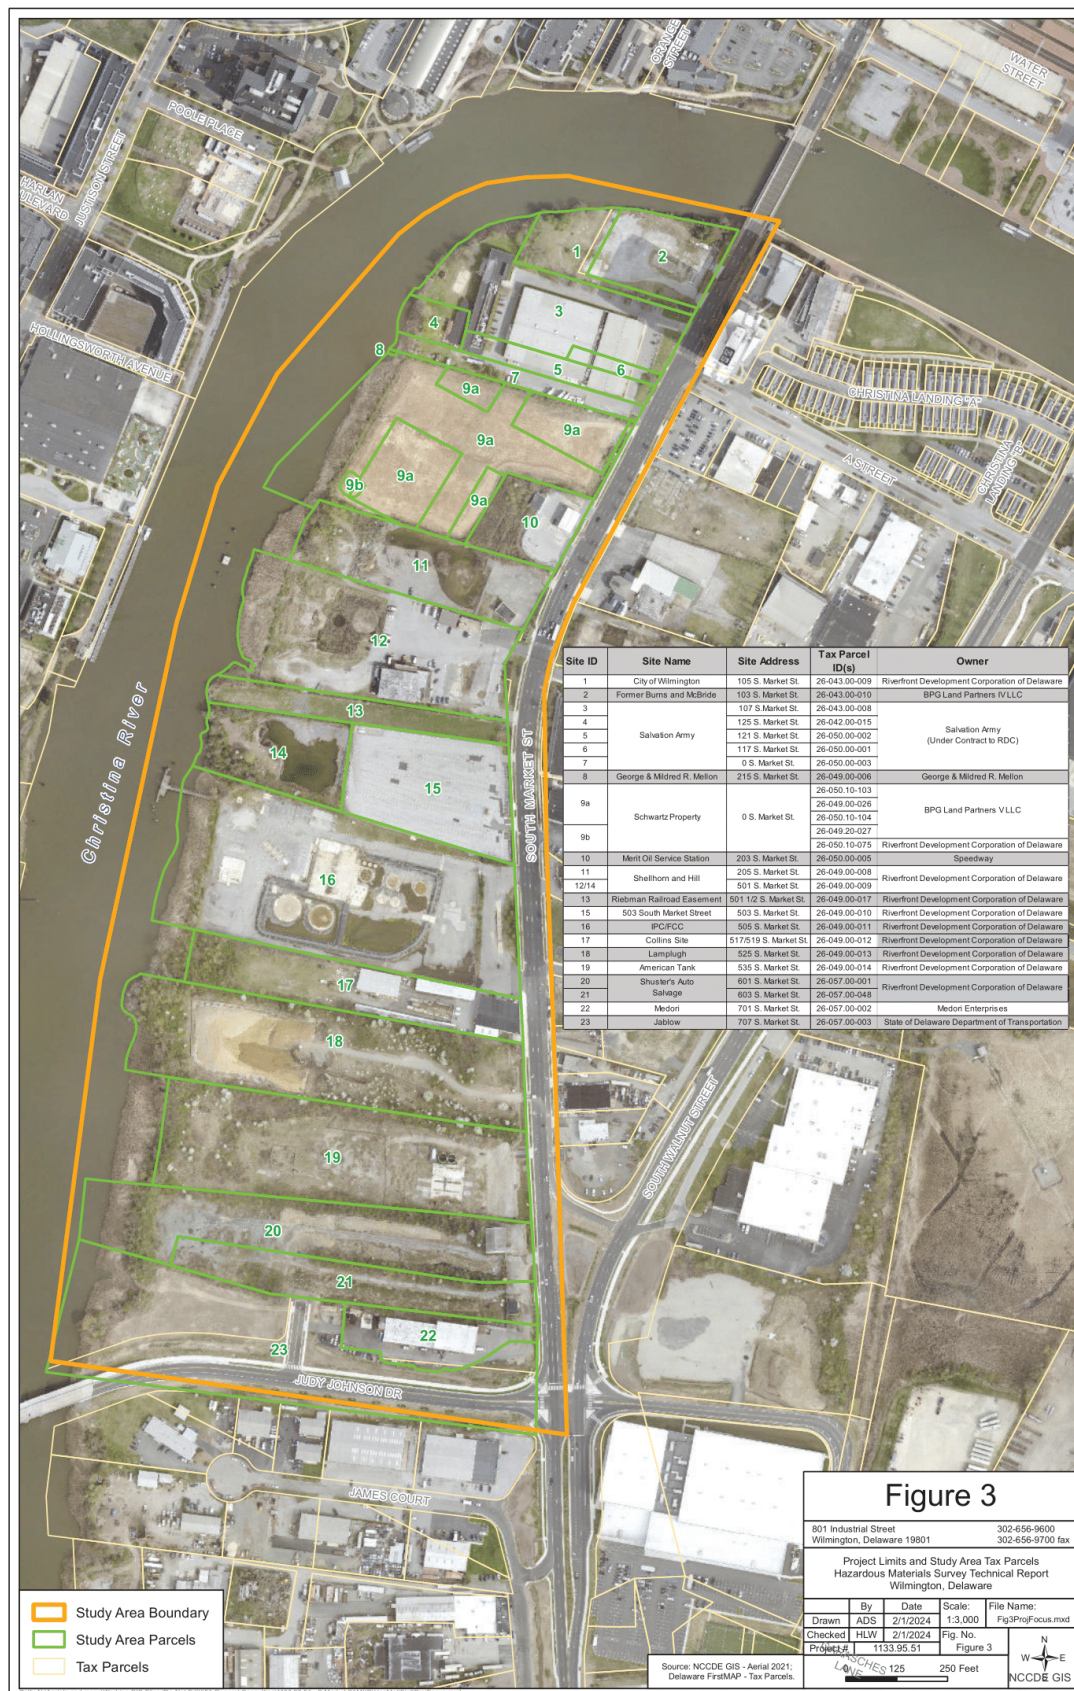 ORANGE
STREET
WATER
STREET
POOLE PLACE
JUSTISON STREET
HARLAN
HOLLINGSWORTH AVENUE
CHRISTINA LANDING "A"
CHRISTINA
LANDING "B"
A STREET
1
2
3
4
5
6
7
8
9a
9a
9a
9a
9a
9b
10
11
12
13
14
15
16
17
18
19
20
21
22
23
Christina River
SOUTH MARKET ST
SOUTH WALNUT STREET
JUDY JOHNSON DR
JAMES COURT
Site ID Site Name Site Address Tax Parcel ID(s) Owner
1 City of Wilmington 105 S. Market St. 26-043.00-009 Riverfront Development Corporation of Delaware
2 Former Burns and McBride 103 S. Market St. 26-043.00-010 BPG Land Partners IV LLC
3 107 S. Market St. 26-043.00-008
4 125 S. Market St. 26-042.00-015
5 Salvation Army 121 S. Market St. 26-050.00-002 Salvation Army
(Under Contract to RDC)
6 117 S. Market St. 26-050.00-001
7 0 S. Market St. 26-050.00-003
8 George & Mildred R. Mellon 215 S. Market St. 26-049.00-006 George & Mildred R. Mellon
9a 26-050.10-103
26-049.00-026
Schwartz Property 0 S. Market St. 26-050.10-104 BPG Land Partners V LLC
9b 26-049.20-027
26-050.10-075 Riverfront Development Corporation of Delaware
10 Merit Oil Service Station 203 S. Market St. 26-050.00-005 Speedway
11 Shellhorn and Hill 205 S. Market St. 26-049.00-008 Riverfront Development Corporation of Delaware
12/14 501 S. Market St. 26-049.00-009
13 Riebman Railroad Easement 501 1/2 S. Market St. 26-049.00-017 Riverfront Development Corporation of Delaware
15 503 South Market Street 503 S. Market St. 26-049.00-010 Riverfront Development Corporation of Delaware
16 IPC/FCC 505 S. Market St. 26-049.00-011 Riverfront Development Corporation of Delaware
17 Collins Site 517/519 S. Market St. 26-049.00-012 Riverfront Development Corporation of Delaware
18 Lamplugh 525 S. Market St. 26-049.00-013 Riverfront Development Corporation of Delaware
19 American Tank 535 S. Market St. 26-049.00-014 Riverfront Development Corporation of Delaware
20 Shuster's Auto Salvage 601 S. Market St. 26-057.00-001 Riverfront Development Corporation of Delaware
21 603 S. Market St. 26-057.00-048
22 Medori 701 S. Market St. 26-057.00-002 Medori Enterprises
23 Jablow 707 S. Market St. 26-057.00-003 State of Delaware Department of Transportation
Study Area Boundary
Study Area Parcels
Tax Parcels
Source: NCCDE GIS - Aerial 2021;
Delaware FirstMAP - Tax Parcels.
Figure 3
801 Industrial Street 302-656-9600
Wilmington, Delaware 19801 302-656-9700 fax
Project Limits and Study Area Tax Parcels
Hazardous Materials Survey Technical Report
Wilmington, Delaware
By Date Scale: File Name:
Drawn ADS 2/1/2024 1:3,000 Fig3ProjFocus.mxd
Checked HLW 2/1/2024 Fig. No.
Project # 1133.95.51 Figure 3
0 125 250 Feet
N
W E
S
NCCDE GIS